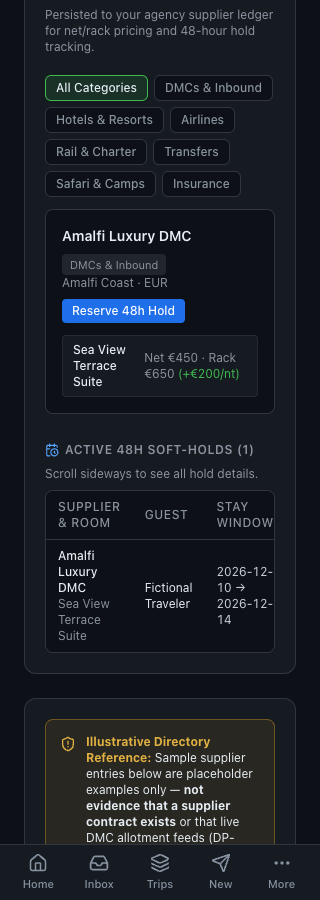 Persisted to your agency supplier ledger
for net/rack pricing and 48-hour hold
tracking.
All Categories
DMCs & Inbound
Hotels & Resorts
Airlines
Rail & Charter
Transfers
Safari & Camps
Insurance
Amalfi Luxury DMC
DMCs & Inbound
Amalfi Coast · EUR
Reserve 48h Hold
Sea View
Terrace
Suite
Net €450 · Rack
€650 (+€200/nt)
ACTIVE 48H SOFT-HOLDS (1)
Scroll sideways to see all hold details.
SUPPLIER
& ROOM
GUEST
STAY
WINDOW
Amalfi
Luxury
DMC
Sea View
Terrace
Suite
Fictional
Traveler
2026-12-
10 →
2026-12-
14
Illustrative Directory
Reference: Sample supplier
entries below are placeholder
examples only — not
evidence that a supplier
contract exists or that live
DMC allotment feeds (DP-
Home
Inbox
Trips
New
More